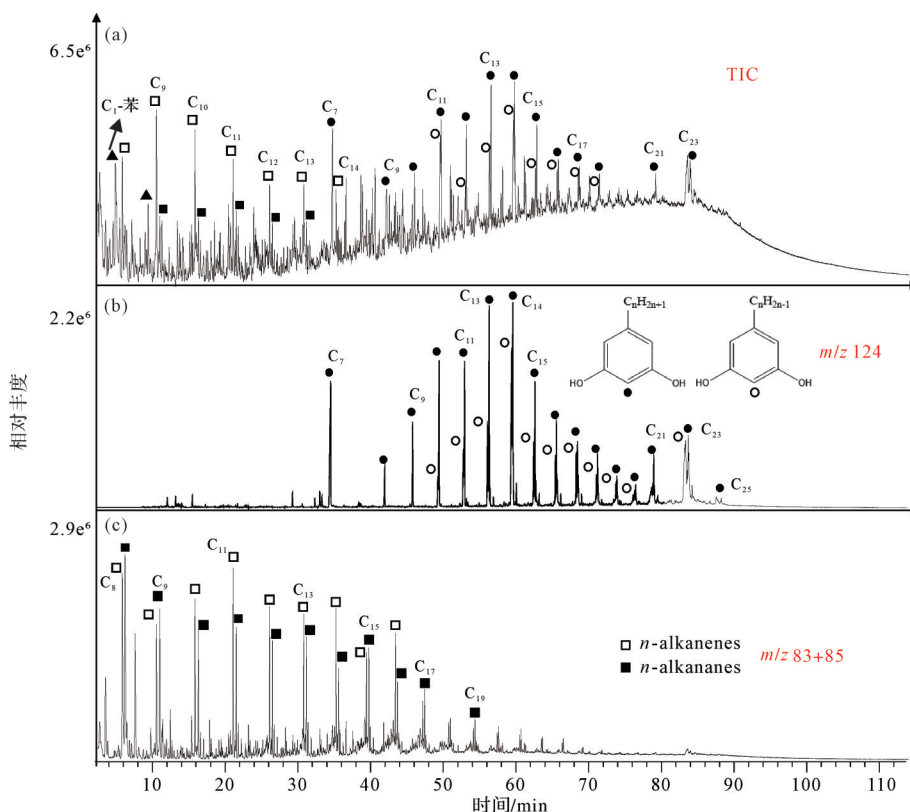 (a)
6.5e⁶
TIC
C₁-苯
C₉
C₁₀
C₁₁
C₁₂
C₁₃
C₇
C₁₄
C₉
C₁₁
C₁₃
C₁₅
C₁₇
C₂₁
C₂₃
(b)
2.2e⁶
m/z 124
C₇
C₉
C₁₁
C₁₃
C₁₄
C₁₅
C₂₁
C₂₃
C₂₅
CₙH₂ₙ₊₁
HO
OH
CₙH₂ₙ₋₁
HO
OH
相对丰度
(c)
2.9e⁶
m/z 83+85
C₈
C₉
C₁₁
C₁₃
C₁₅
C₁₇
C₁₉
n-alkanenes
n-alkananes
10 20 30 40 50 60 70 80 90 100 110
时间/min